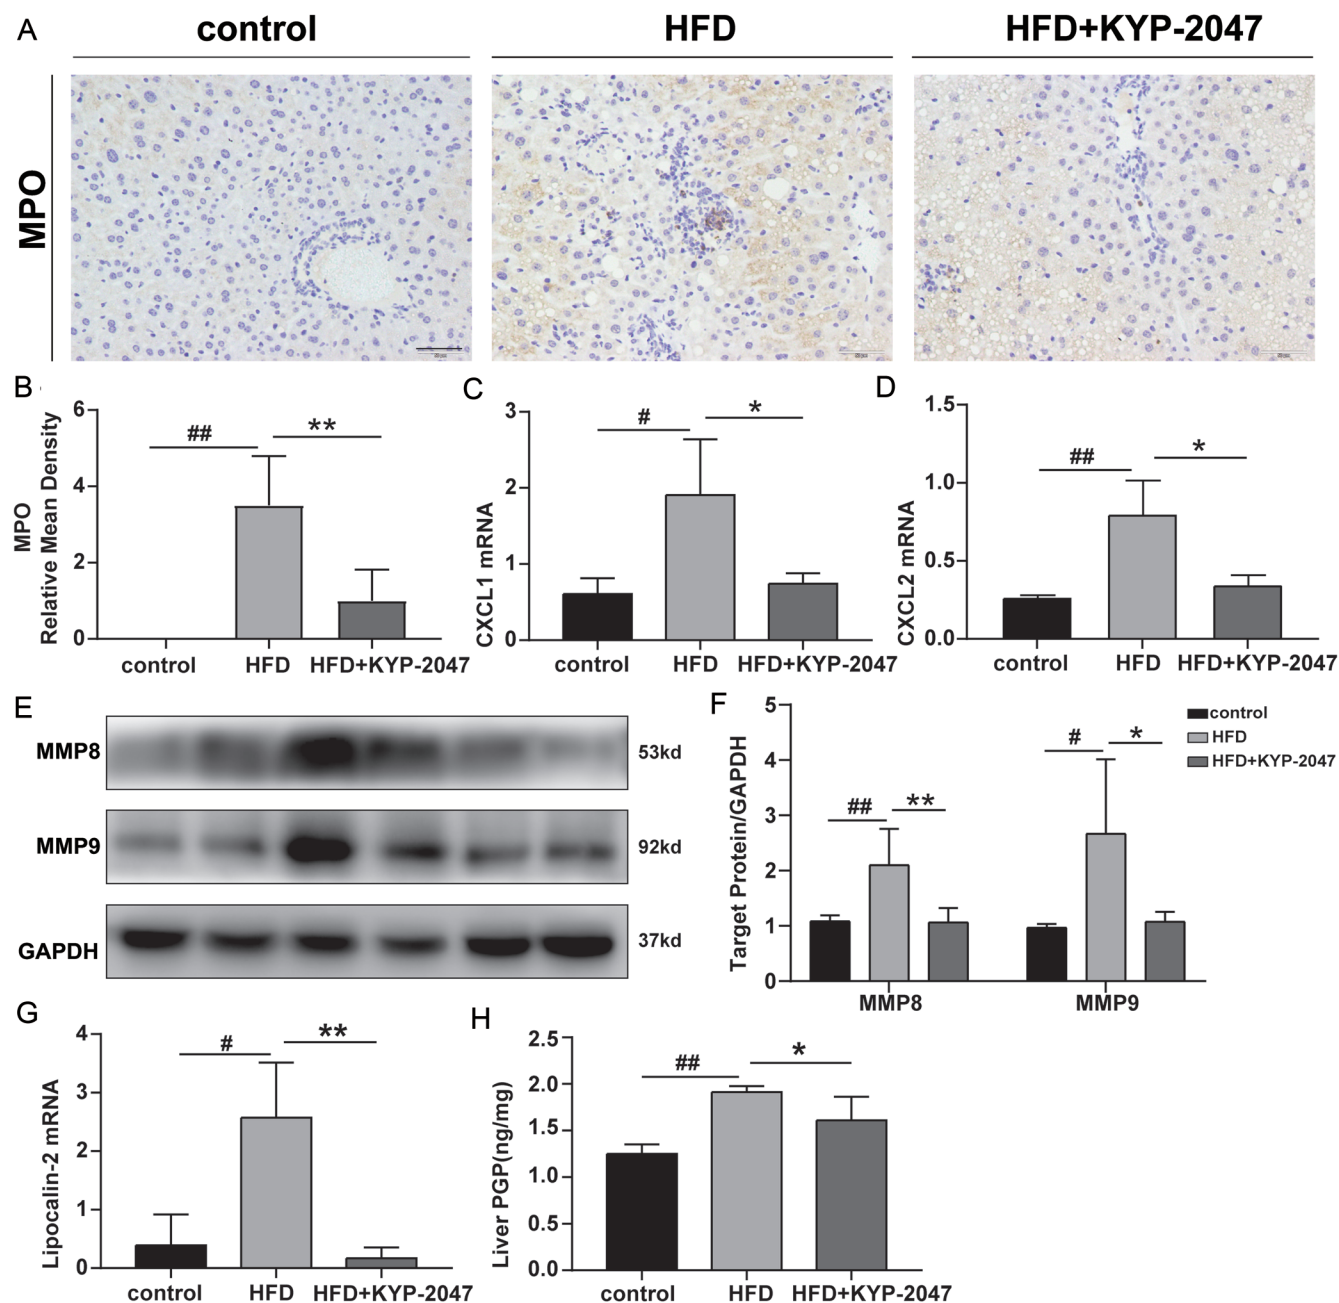 A
control
HFD
HFD+KYP-2047
MPO
B
MPO
Relative Mean Density
6
4
2
0
##
**
control
HFD
HFD+KYP-2047
C
CXCL1 mRNA
3
2
1
0
#
*
control
HFD
HFD+KYP-2047
D
CXCL2 mRNA
1.5
1.0
0.5
0.0
##
*
control
HFD
HFD+KYP-2047
E
MMP8
53kd
MMP9
92kd
GAPDH
37kd
F
Target Protein/GAPDH
5
4
3
2
1
0
##
**
#
*
MMP8
MMP9
control
HFD
HFD+KYP-2047
G
Lipocalin-2 mRNA
4
3
2
1
0
#
**
control
HFD
HFD+KYP-2047
H
Liver PGP(ng/mg)
2.5
2.0
1.5
1.0
0.5
0.0
##
*
control
HFD
HFD+KYP-2047